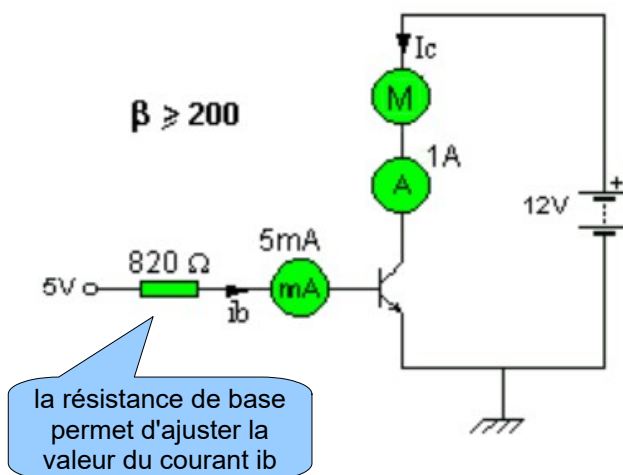 Ic
M
β ⩾ 200
1A
A
+
12V
5mA
820 Ω
5V
mA
ib
la résistance de base
permet d'ajuster la
valeur du courant ib